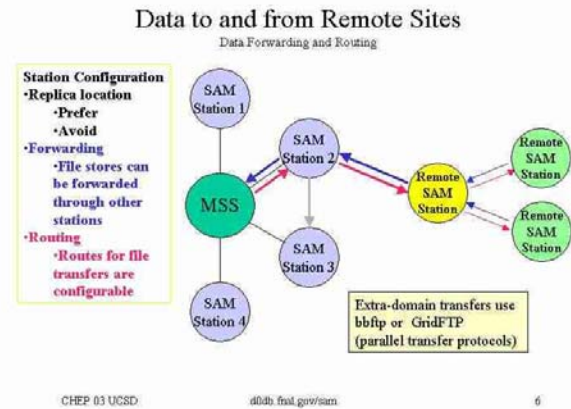 Data to and from Remote Sites
Data Forwarding and Routing
Station Configuration
•Replica location
•Prefer
•Avoid
•Forwarding
•File stores can
be forwarded
through other
stations
•Routing
•Routes for file
transfers are
configurable
SAM
Station 1
SAM
Station 2
MSS
SAM
Station 3
SAM
Station 4
Remote
SAM
Station
Remote
SAM
Station
Remote
SAM
Station
Extra-domain transfers use
bbftp or GridFTP
(parallel transfer protocols)
CHEP 03 UCSD
d0db.fnal.gov/sam
6